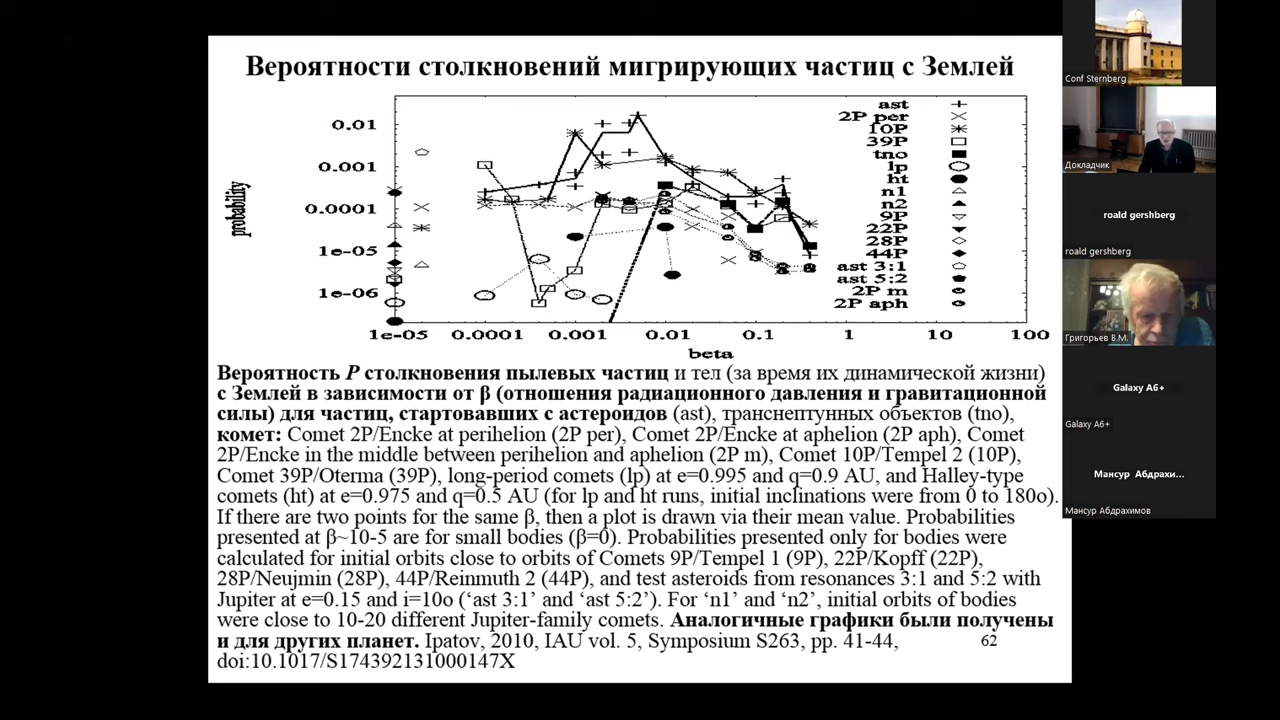 Вероятности столкновений мигрирующих частиц с Землей
ast
2P per
10P
39P
tno
lp
ht
n1
n2
9P
22P
28P
44P
ast 3:1
ast 5:2
2P m
2P aph
0.01
0.001
0.0001
1e-05
1e-06
probability
1e-05 0.0001 0.001 0.01 0.1 1 10 100
beta
Вероятность P столкновения пылевых частиц и тел (за время их динамической жизни)
с Землей в зависимости от β (отношения радиационного давления и гравитационной
силы) для частиц, стартовавших с астероидов (ast), транснептунных объектов (tno),
комет: Comet 2P/Encke at perihelion (2P per), Comet 2P/Encke at aphelion (2P aph), Comet
2P/Encke in the middle between perihelion and aphelion (2P m), Comet 10P/Tempel 2 (10P),
Comet 39P/Oterma (39P), long-period comets (lp) at e=0.995 and q=0.9 AU, and Halley-type
comets (ht) at e=0.975 and q=0.5 AU (for lp and ht runs, initial inclinations were from 0 to 180o).
If there are two points for the same β, then a plot is drawn via their mean value. Probabilities
presented at β~10-5 are for small bodies (β=0). Probabilities presented only for bodies were
calculated for initial orbits close to orbits of Comets 9P/Tempel 1 (9P), 22P/Kopff (22P),
28P/Neujmin (28P), 44P/Reinmuth 2 (44P), and test asteroids from resonances 3:1 and 5:2 with
Jupiter at e=0.15 and i=10o (‘ast 3:1’ and ‘ast 5:2’). For ‘n1’ and ‘n2’, initial orbits of bodies
were close to 10-20 different Jupiter-family comets. Аналогичные графики были получены
и для других планет. Ipatov, 2010, IAU vol. 5, Symposium S263, pp. 41-44,
62
doi:10.1017/S174392131000147X
Conf Sternberg
Докладчик
roald gershberg
roald gershberg
Григорьев В.М.
Galaxy A6+
Galaxy A6+
Мансур Абдрахи...
Мансур Абдрахимов